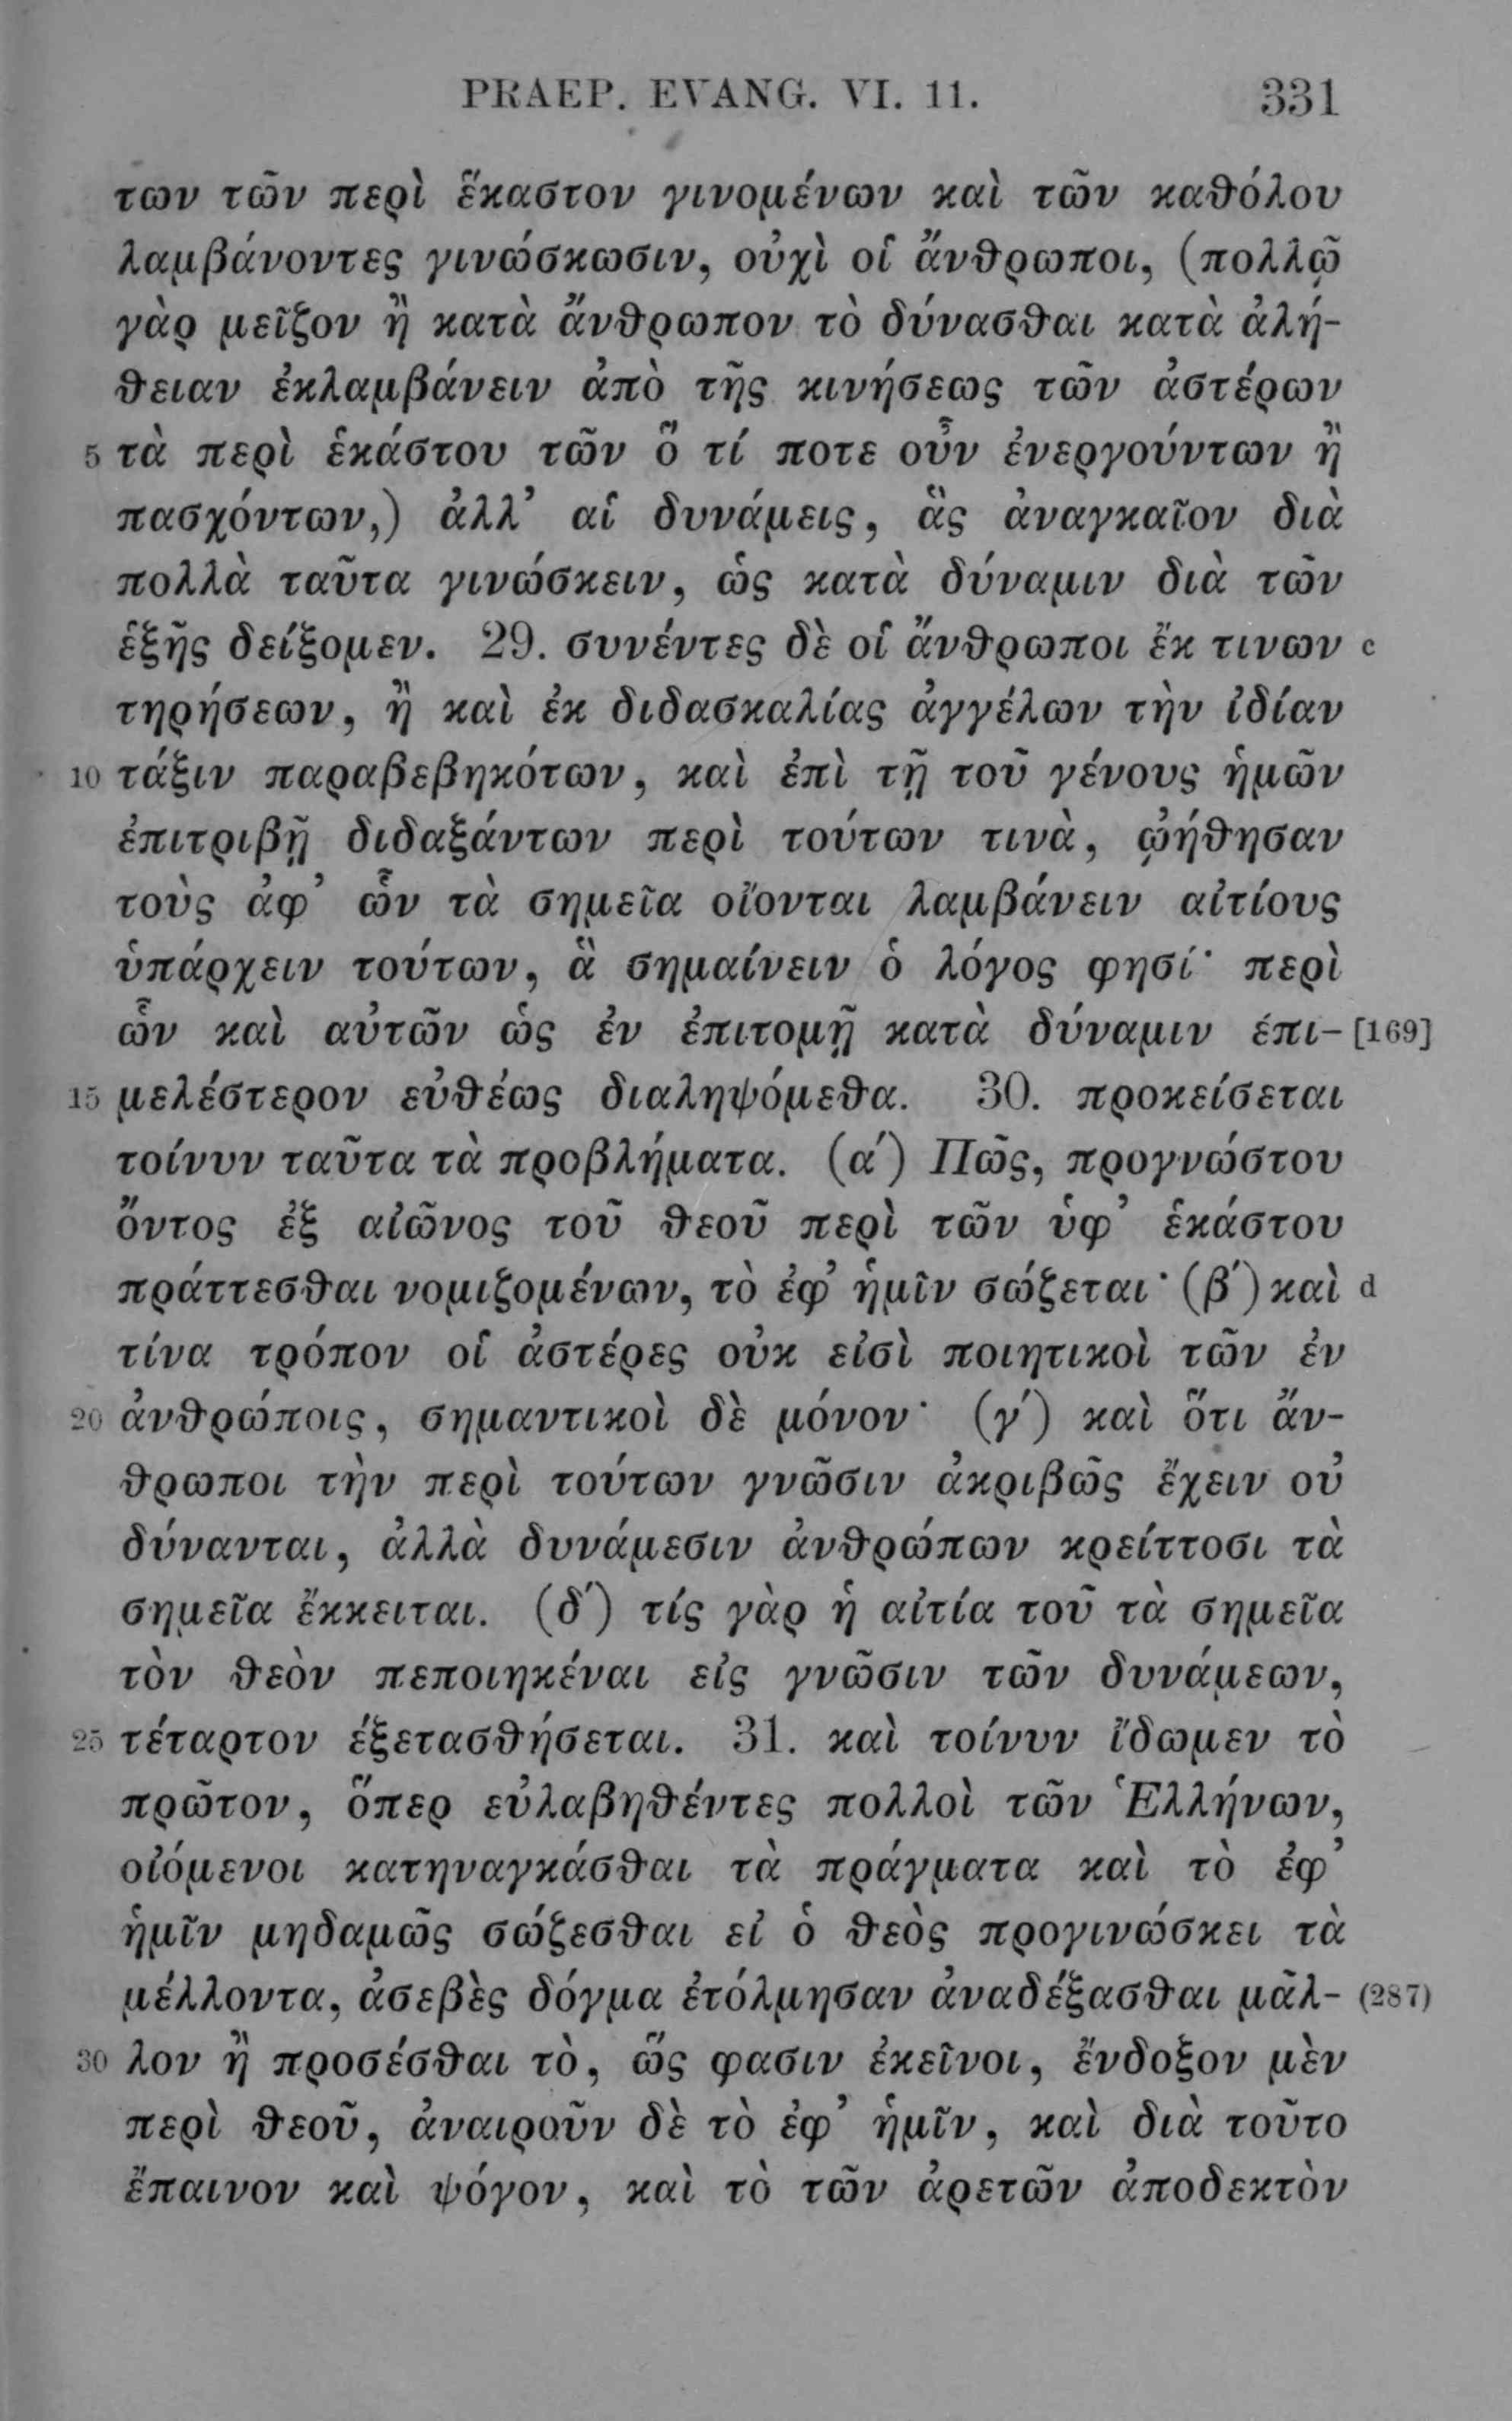 PRAEP. EVANG. VI. 11. 331
των τῶν περὶ ἕκαστον γινομένων καὶ τῶν καθόλου
λαμβάνοντες γινώσκωσιν, οὐχὶ οἱ ἄνθρωποι, (πολλῷ
γὰρ μεῖζον ἢ κατὰ ἄνθρωπον τὸ δύνασθαι κατὰ ἀλή-
θειαν ἐκλαμβάνειν ἀπὸ τῆς κινήσεως τῶν ἀστέρων
5 τὰ περὶ ἑκάστου τῶν ὅ τί ποτε οὖν ἐνεργούντων ἢ
πασχόντων,) ἀλλ’ αἱ δυνάμεις, ἃς ἀναγκαῖον διὰ
πολλὰ ταῦτα γινώσκειν, ὡς κατὰ δύναμιν διὰ τῶν
ἑξῆς δείξομεν. 29. συνέντες δὲ οἱ ἄνθρωποι ἔκ τινων c
τηρήσεων, ἢ καὶ ἐκ διδασκαλίας ἀγγέλων τὴν ἰδίαν
10 τάξιν παραβεβηκότων, καὶ ἐπὶ τῇ τοῦ γένους ἡμῶν
ἐπιτριβῇ διδαξάντων περὶ τούτων τινὰ, ᾠήθησαν
τοὺς ἀφ’ ὧν τὰ σημεῖα οἴονται λαμβάνειν αἰτίους
ὑπάρχειν τούτων, ἃ σημαίνειν ὁ λόγος φησί· περὶ
ὧν καὶ αὐτῶν ὡς ἐν ἐπιτομῇ κατὰ δύναμιν ἐπι- [169]
15 μελέστερον εὐθέως διαληψόμεθα. 30. προκείσεται
τοίνυν ταῦτα τὰ προβλήματα. (α΄) Πῶς, προγνώστου
ὄντος ἐξ αἰῶνος τοῦ θεοῦ περὶ τῶν ὑφ’ ἑκάστου
πράττεσθαι νομιζομένων, τὸ ἐφ’ ἡμῖν σώζεται· (β΄) καὶ d
τίνα τρόπον οἱ ἀστέρες οὐκ εἰσὶ ποιητικοὶ τῶν ἐν
20 ἀνθρώποις, σημαντικοὶ δὲ μόνον· (γ΄) καὶ ὅτι ἄν-
θρωποι τὴν περὶ τούτων γνῶσιν ἀκριβῶς ἔχειν οὐ
δύνανται, ἀλλὰ δυνάμεσιν ἀνθρώπων κρείττοσι τὰ
σημεῖα ἔκκειται. (δ΄) τίς γὰρ ἡ αἰτία τοῦ τὰ σημεῖα
τὸν θεὸν πεποιηκέναι εἰς γνῶσιν τῶν δυνάμεων,
25 τέταρτον ἐξετασθήσεται. 31. καὶ τοίνυν ἴδωμεν τὸ
πρῶτον, ὅπερ εὐλαβηθέντες πολλοὶ τῶν Ἑλλήνων,
οἰόμενοι κατηναγκάσθαι τὰ πράγματα καὶ τὸ ἐφ’
ἡμῖν μηδαμῶς σώζεσθαι εἰ ὁ θεὸς προγινώσκει τὰ
μέλλοντα, ἀσεβὲς δόγμα ἐτόλμησαν ἀναδέξασθαι μᾶλ- (287)
30 λον ἢ προσέσθαι τὸ, ὥς φασιν ἐκεῖνοι, ἔνδοξον μὲν
περὶ θεοῦ, ἀναιροῦν δὲ τὸ ἐφ’ ἡμῖν, καὶ διὰ τοῦτο
ἔπαινον καὶ ψόγον, καὶ τὸ τῶν ἀρετῶν ἀποδεκτὸν